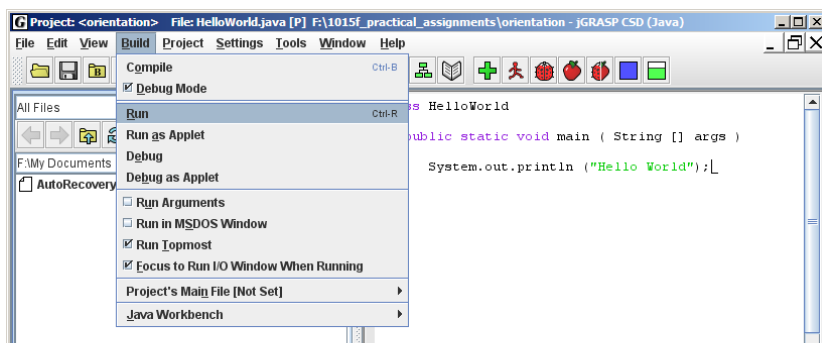 Project: <orientation> File: HelloWorld.java [P] F:\1015f_practical_assignments\orientation - jGRASP CSD (Java)
File Edit View Build Project Settings Tools Window Help
Compile Ctrl-B
Debug Mode
Run Ctrl-R
Run as Applet
Debug
Debug as Applet
Run Arguments
Run in MSDOS Window
Run Topmost
Focus to Run I/O Window When Running
Project's Main File [Not Set]
Java Workbench
All Files
F:\My Documents
AutoRecovery
ss HelloWorld
public static void main ( String [] args )
System.out.println ("Hello World");